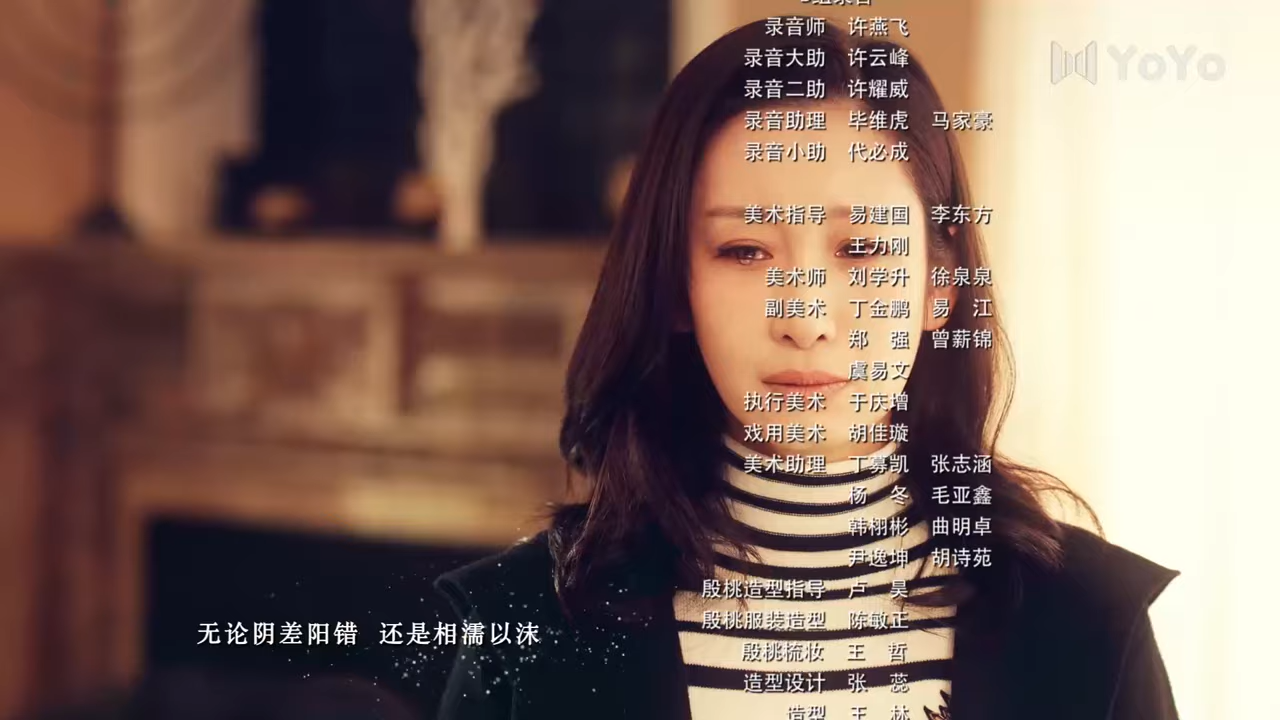 录音师 许燕飞
YoYo
录音大助 许云峰
录音二助 许耀威
录音助理 毕维虎 马家豪
录音小助 代必成
美术指导 易建国 李东方
王力刚
美术师 刘学升 徐泉泉
副美术 丁金鹏 易 江
郑 强 曾薪锦
虞易文
执行美术 于庆增
戏用美术 胡佳璇
美术助理 丁募凯 张志涵
杨 冬 毛亚鑫
韩栩彬 曲明卓
尹逸坤 胡诗苑
殷桃造型指导 卢 昊
殷桃服装造型 陈敏正
无论阴差阳错 还是相濡以沫
殷桃梳妆 王 哲
造型设计 张 蕊
造型 王 林